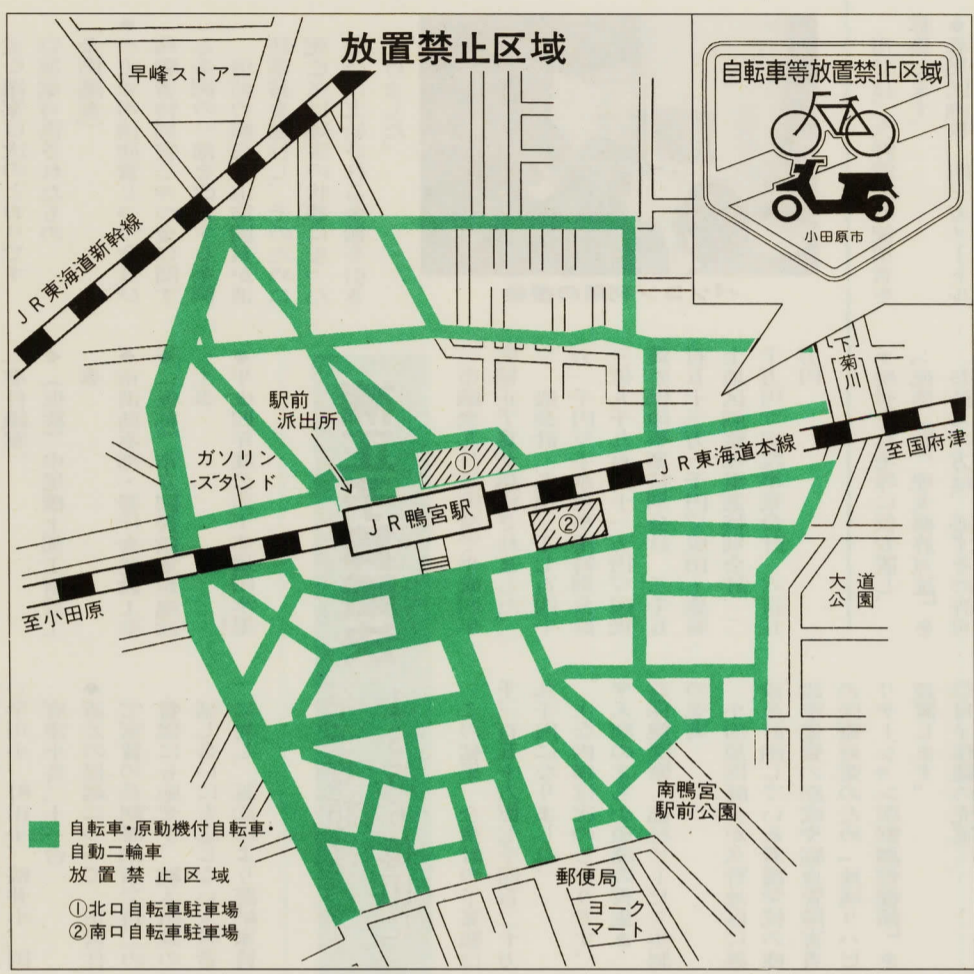 放置禁止区域
早峰ストアー
自転車等放置禁止区域
小田原市
JR東海道新幹線
下菊川
駅前
派出所
ガソリン
スタンド
①
JR東海道本線
至国府津
JR鴨宮駅
②
至小田原
大道
公園
南鴨宮
駅前公園
自転車・原動機付自転車・
自動二輪車
放置禁止区域
①北口自転車駐車場
②南口自転車駐車場
郵便局
ヨーク
マート